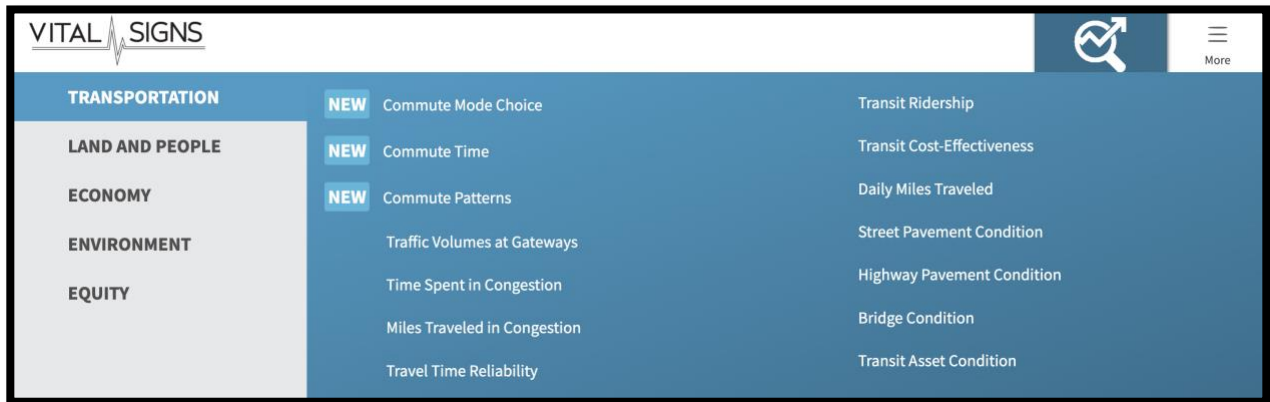 VITAL SIGNS
More
TRANSPORTATION
LAND AND PEOPLE
ECONOMY
ENVIRONMENT
EQUITY
NEW Commute Mode Choice
NEW Commute Time
NEW Commute Patterns
Traffic Volumes at Gateways
Time Spent in Congestion
Miles Traveled in Congestion
Travel Time Reliability
Transit Ridership
Transit Cost-Effectiveness
Daily Miles Traveled
Street Pavement Condition
Highway Pavement Condition
Bridge Condition
Transit Asset Condition